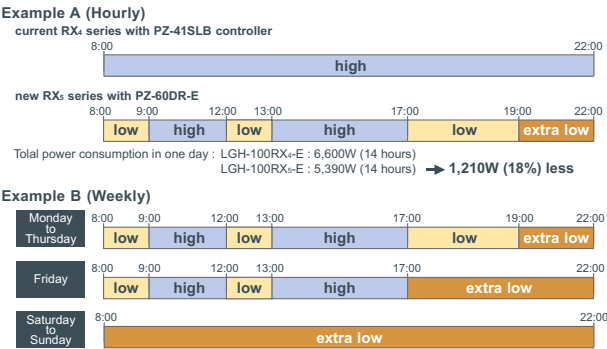 Example A (Hourly)
current RX4 series with PZ-41SLB controller
8:00 22:00
high
new RX5 series with PZ-60DR-E
8:00 9:00 12:00 13:00 17:00 19:00 22:00
low high low high low extra low
Total power consumption in one day : LGH-100RX4-E : 6,600W (14 hours)
LGH-100RX5-E : 5,390W (14 hours) → 1,210W (18%) less
Example B (Weekly)
Monday
to
Thursday
8:00 9:00 12:00 13:00 17:00 19:00 22:00
low high low high low extra low
Friday
8:00 9:00 12:00 13:00 17:00 22:00
low high low high extra low
Saturday
to
Sunday
8:00 22:00
extra low